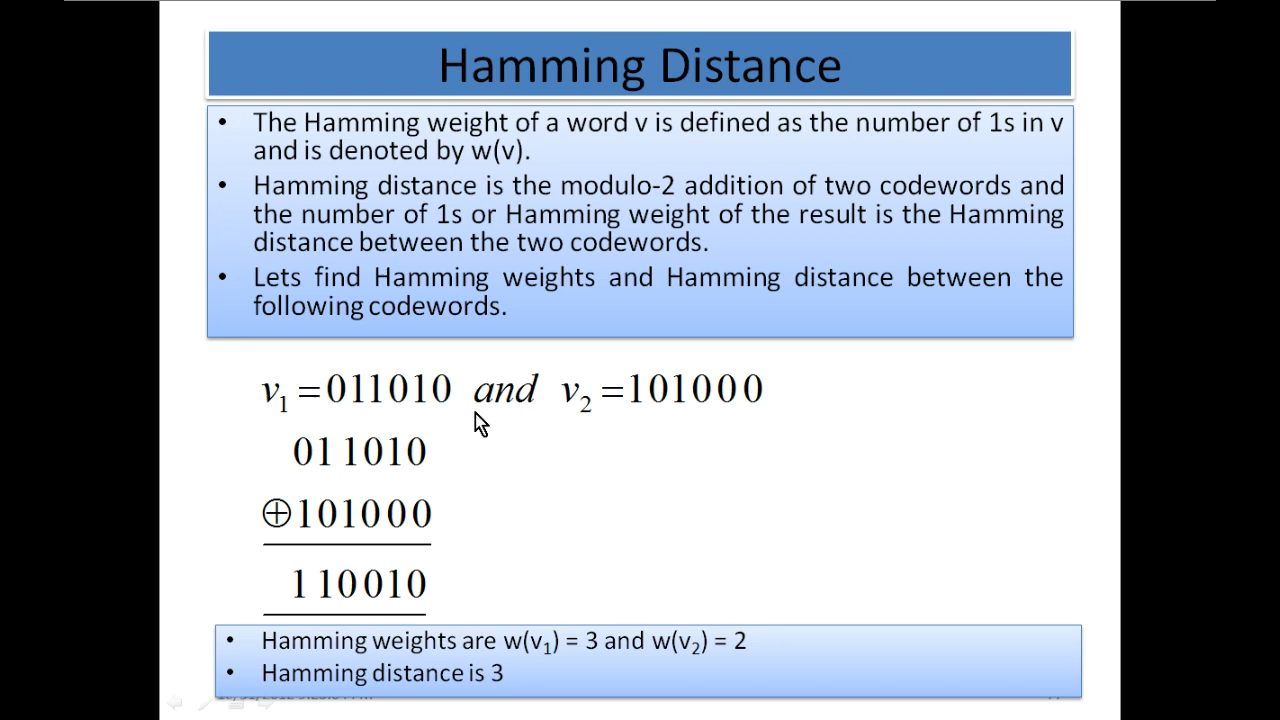 Hamming Distance
• The Hamming weight of a word v is defined as the number of 1s in v
and is denoted by w(v).
• Hamming distance is the modulo-2 addition of two codewords and
the number of 1s or Hamming weight of the result is the Hamming
distance between the two codewords.
• Lets find Hamming weights and Hamming distance between the
following codewords.
v₁ = 011010 and v₂ = 101000
011010
⊕101000
110010
• Hamming weights are w(v₁) = 3 and w(v₂) = 2
• Hamming distance is 3